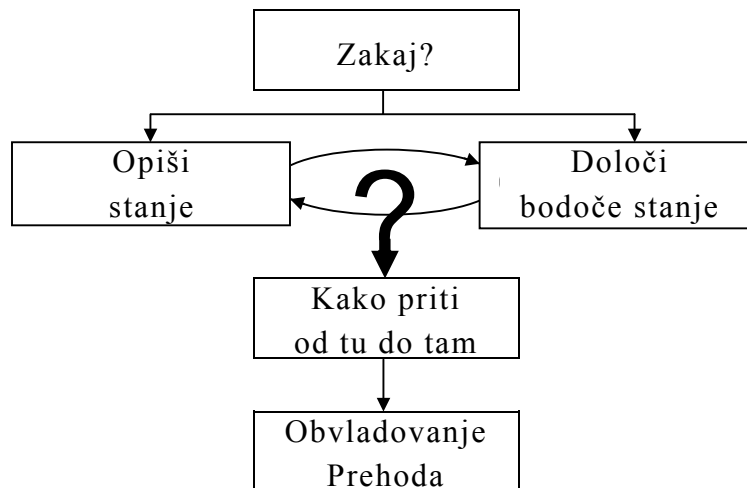 Zakaj?
Opiši
stanje
Določi
bodoče stanje
?
Kako priti
od tu do tam
Obvladovanje
Prehoda